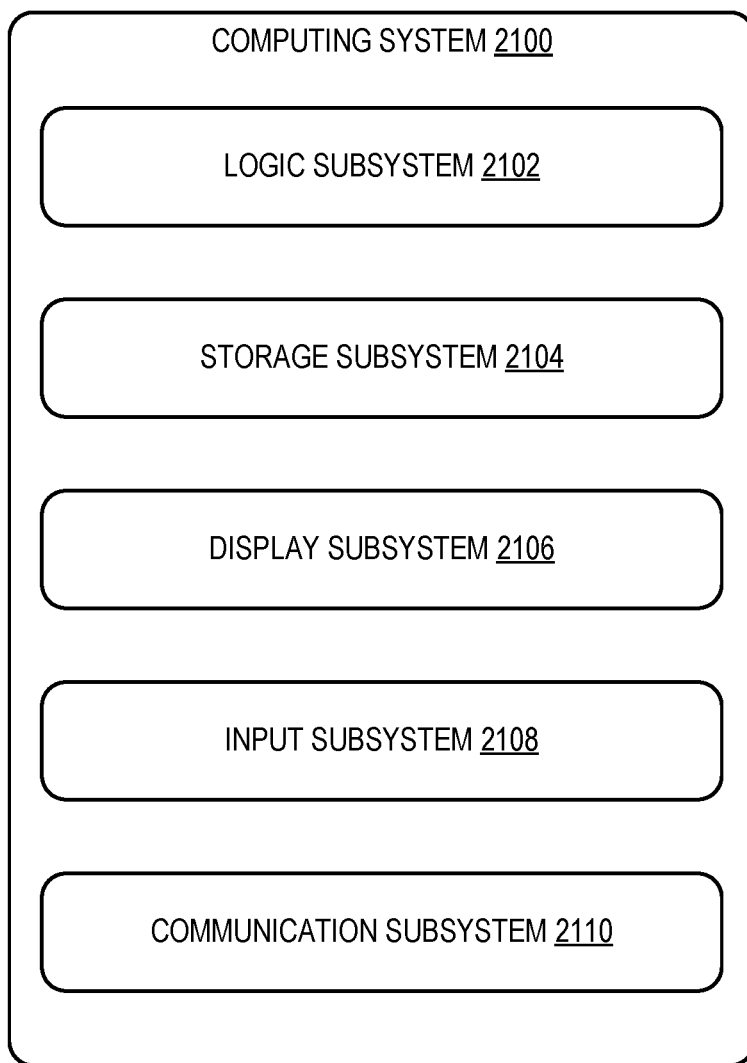 COMPUTING SYSTEM 2100
LOGIC SUBSYSTEM 2102
STORAGE SUBSYSTEM 2104
DISPLAY SUBSYSTEM 2106
INPUT SUBSYSTEM 2108
COMMUNICATION SUBSYSTEM 2110